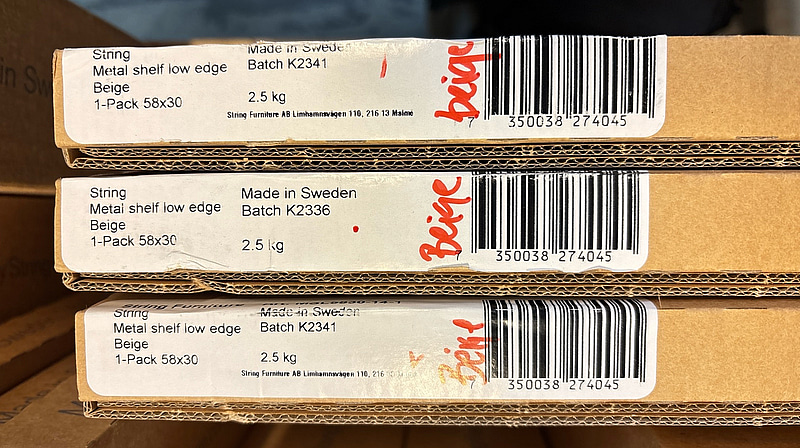 String
Metal shelf low edge
Beige
1-Pack 58x30
Made in Sweden
Batch K2341
2.5 kg
String Furniture AB Limhamnsvägen 110, 216 13 Malmö
beige
7 350038 274045
String
Metal shelf low edge
Beige
1-Pack 58x30
Made in Sweden
Batch K2336
2.5 kg
Beige
7 350038 274045
String Furniture
String
Metal shelf low edge
Beige
1-Pack 58x30
Made in Sweden
Batch K2341
2.5 kg
String Furniture AB Limhamnsvägen 110, 216
Beige
350038 274045
in Sw